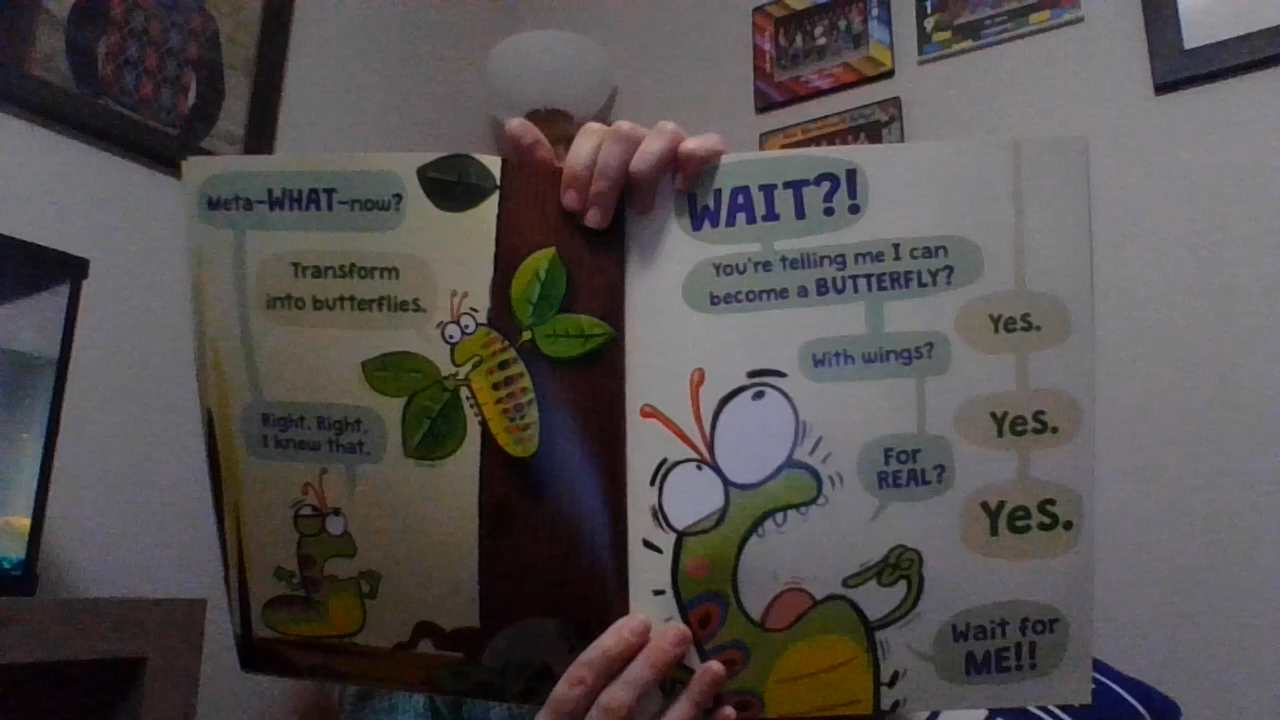 Meta-WHAT-now?
Transform
into butterflies.
Right. Right.
I knew that.
WAIT?!
You're telling me I can
become a BUTTERFLY?
Yes.
With wings?
Yes.
For
REAL?
Yes.
Wait for
ME!!